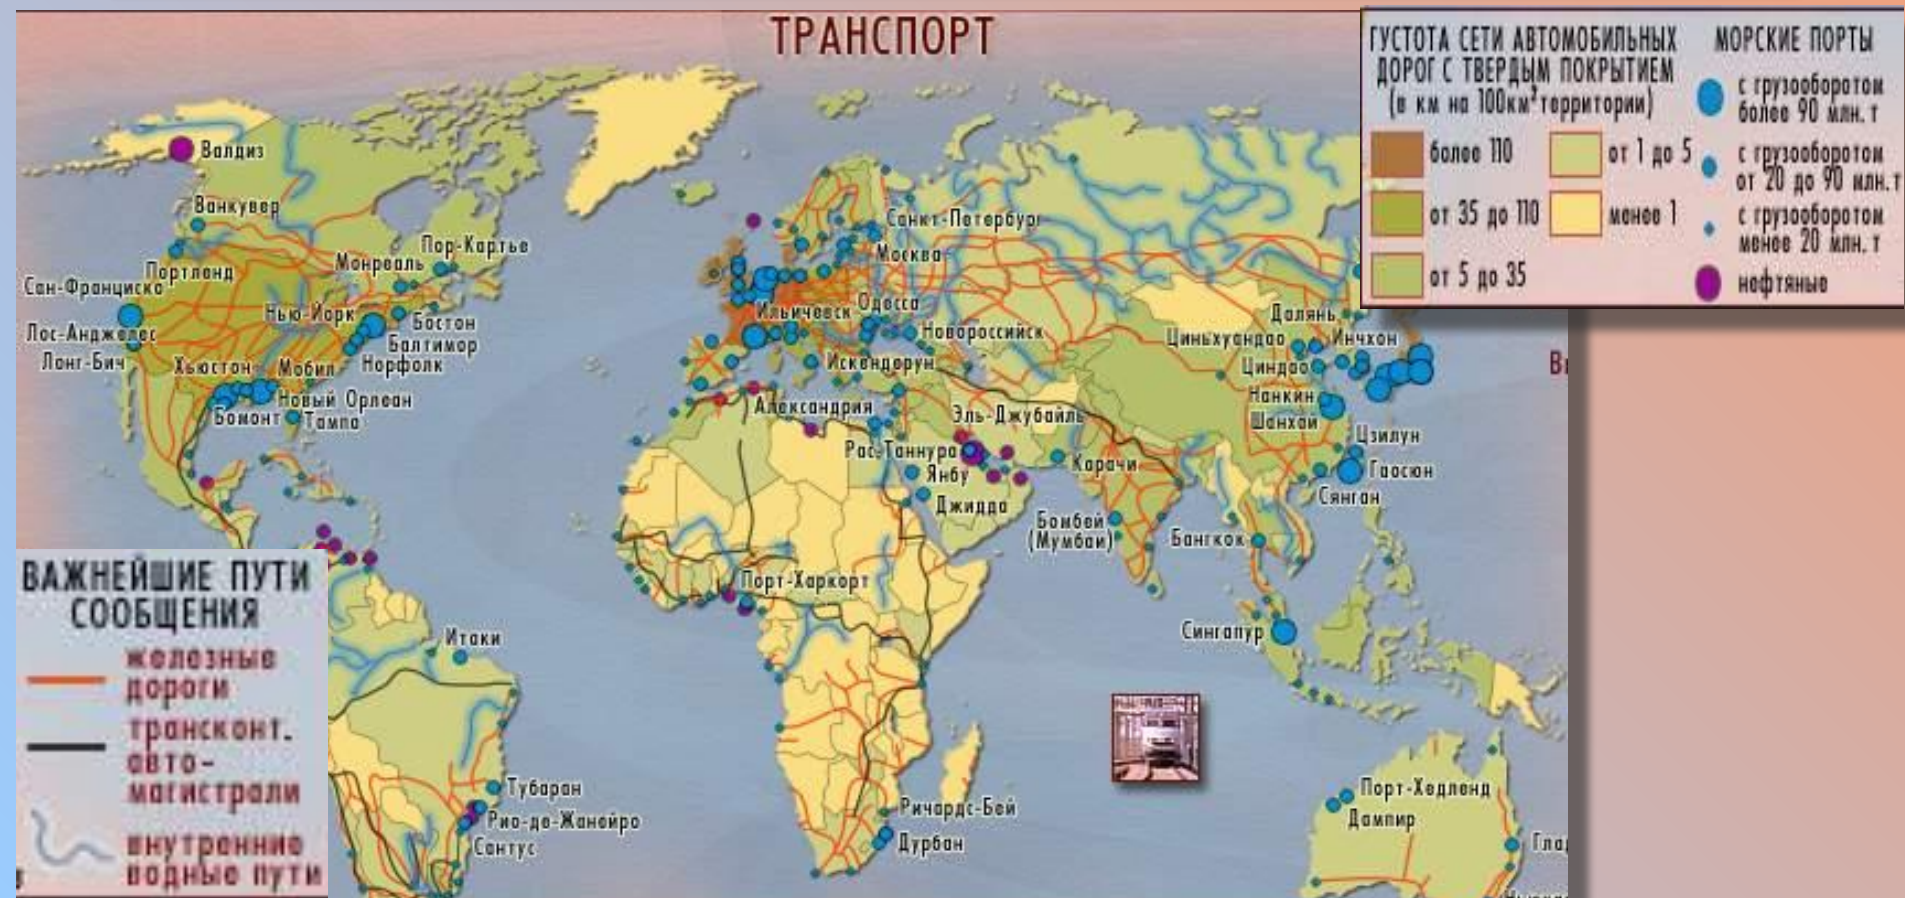 ТРАНСПОРТ
ГУСТОТА СЕТИ АВТОМОБИЛЬНЫХ
ДОРОГ С ТВЕРДЫМ ПОКРЫТИЕМ
(в км на 100км² территории)
более 110
от 35 до 110
от 5 до 35
от 1 до 5
менее 1
МОРСКИЕ ПОРТЫ
с грузооборотом
более 90 млн. т
с грузооборотом
от 20 до 90 млн. т
с грузооборотом
менее 20 млн. т
нефтяные
Валдиз
Ванкувер
Пор-Картье
Монреаль
Портленд
Сан-Франциско
Нью-Йорк
Бостон
Лос-Анджелес
Балтимор
Лонг-Бич
Хьюстон
Мобил
Норфолк
Новый Орлеан
Бомонт
Тампа
Санкт-Петербург
Москва
Ильичевск
Одесса
Новороссийск
Искендерун
Александрия
Эль-Джубайль
Рас-Таннура
Янбу
Джидда
Карачи
Бомбей
(Мумбаи)
Бангкок
Порт-Харкорт
Сингапур
Далянь
Циньхуандао
Инчхон
Циндао
Нанкин
Шанхай
Цзилун
Гаосюн
Сянган
Итаки
Тубаран
Рио-де-Жанейро
Сантус
Ричардс-Бей
Дурбан
Порт-Хедленд
Дампир
Гла
ВАЖНЕЙШИЕ ПУТИ
СООБЩЕНИЯ
железные
дороги
трансконт.
авто-
магистрали
внутренние
водные пути